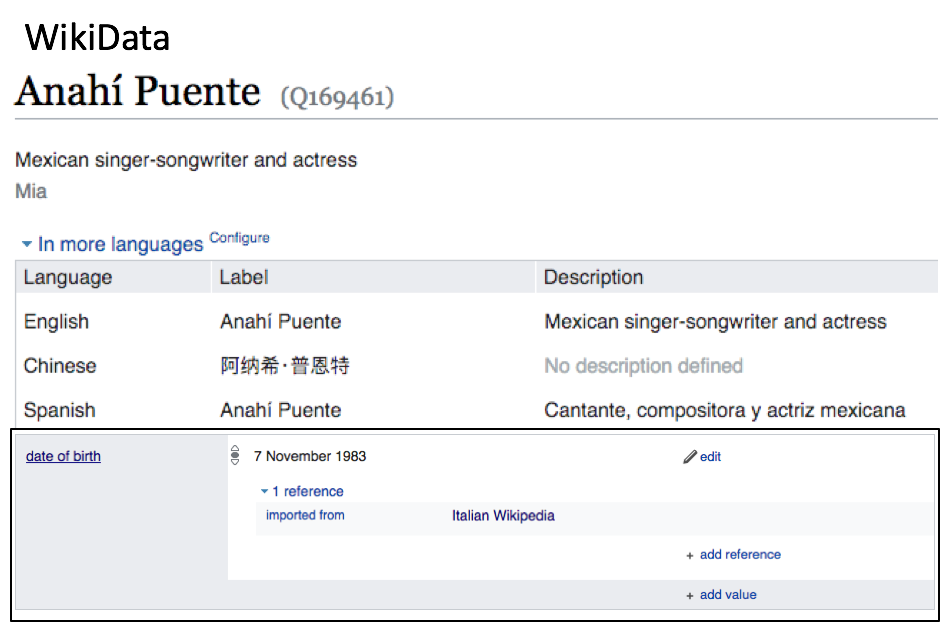 WikiData
Anahí Puente (Q169461)
Mexican singer-songwriter and actress
Mia
In more languages Configure
Language Label Description
English Anahí Puente Mexican singer-songwriter and actress
Chinese 阿纳希·普恩特 No description defined
Spanish Anahí Puente Cantante, compositora y actriz mexicana
date of birth 7 November 1983 edit
1 reference
imported from Italian Wikipedia
+ add reference
+ add value